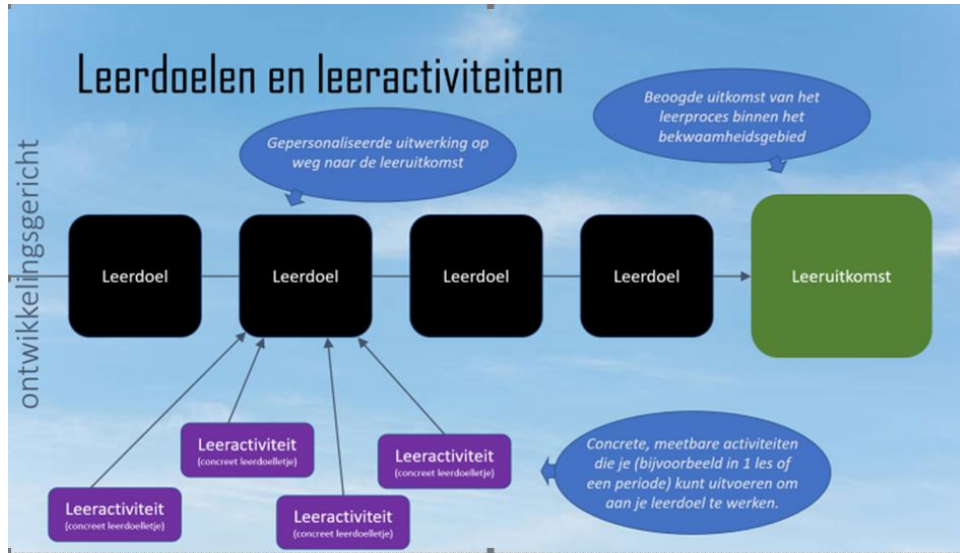 Leerdoelen en leeractiviteiten
Beoogde uitkomst van het
leerproces binnen het
bekwaamheidsgebied
Gepersonaliseerde uitwerking op
weg naar de leeruitkomst
ontwikkelingsgericht
Leerdoel
Leerdoel
Leerdoel
Leerdoel
Leeruitkomst
Leeractiviteit
(concreet leerdoelletje)
Leeractiviteit
(concreet leerdoelletje)
Leeractiviteit
(concreet leerdoelletje)
Leeractiviteit
(concreet leerdoelletje)
Concrete, meetbare activiteiten
die je (bijvoorbeeld in 1 les of
een periode) kunt uitvoeren om
aan je leerdoel te werken.